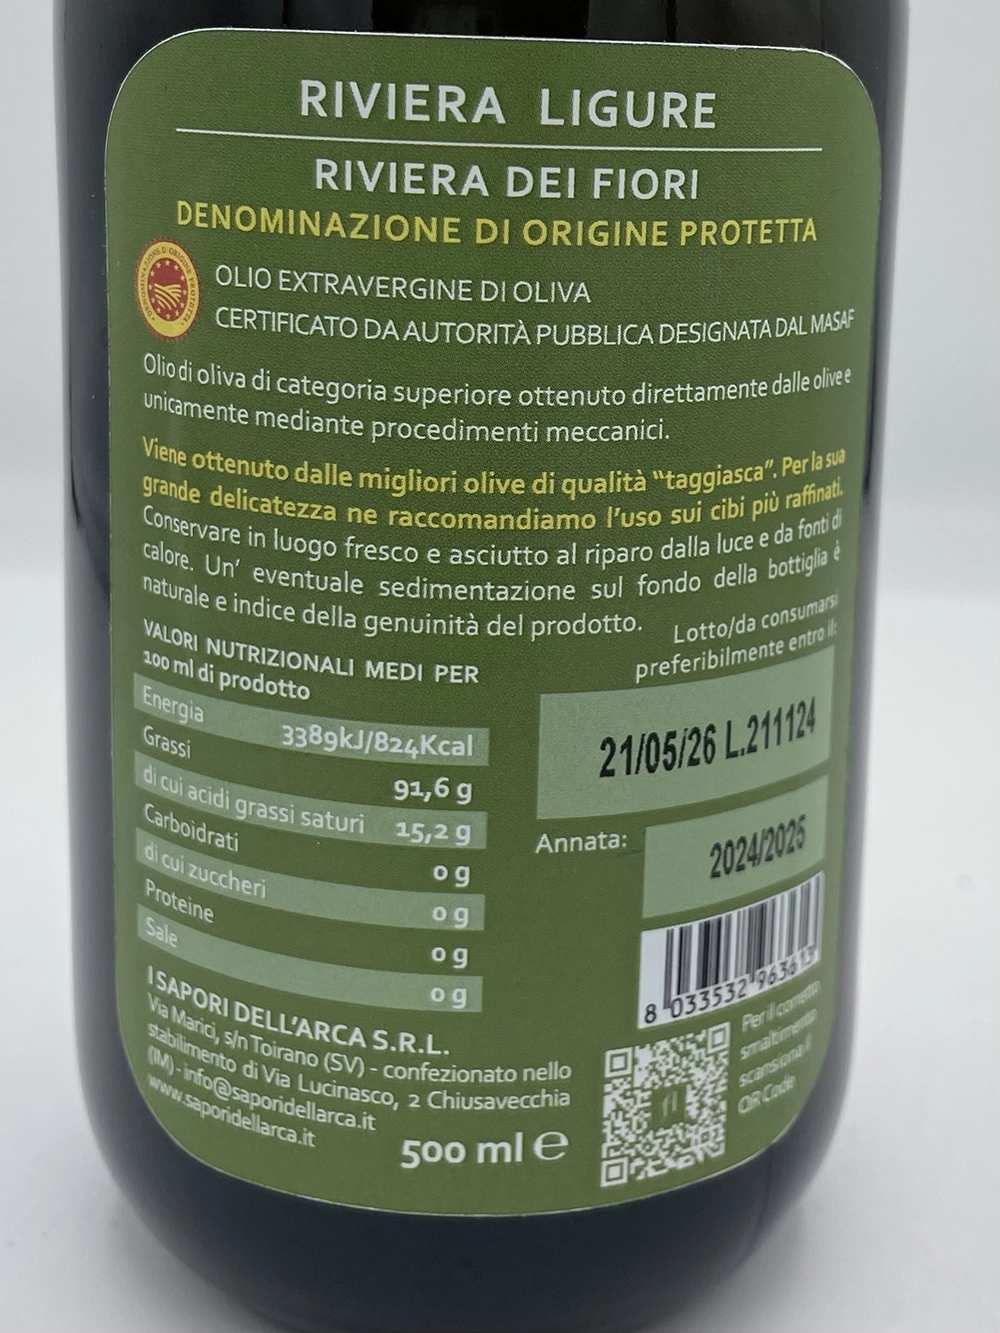 RIVIERA LIGURE
RIVIERA DEI FIORI
DENOMINAZIONE DI ORIGINE PROTETTA
DENOMINAZIONE D'ORIGINE PROTETTA
OLIO EXTRAVERGINE DI OLIVA
CERTIFICATO DA AUTORITÀ PUBBLICA DESIGNATA DAL MASAF
Olio di oliva di categoria superiore ottenuto direttamente dalle olive e
unicamente mediante procedimenti meccanici.
Viene ottenuto dalle migliori olive di qualità "taggiasca". Per la sua
grande delicatezza ne raccomandiamo l'uso sui cibi più raffinati.
Conservare in luogo fresco e asciutto al riparo dalla luce e da fonti di
calore. Un' eventuale sedimentazione sul fondo della bottiglia è
naturale e indice della genuinità del prodotto.
Lotto/da consumarsi
preferibilmente entro il:
21/05/26 L.211124
Annata:
2024/2025
VALORI NUTRIZIONALI MEDI PER
100 ml di prodotto
Energia 3389kJ/824Kcal
Grassi 91,6 g
di cui acidi grassi saturi 15,2 g
Carboidrati 0 g
di cui zuccheri 0 g
Proteine 0 g
Sale 0 g
8 033532 963613
I SAPORI DELL'ARCA S.R.L.
Via Marici, s/n Toirano (SV) - confezionato nello
stabilimento di Via Lucinasco, 2 Chiusavecchia
(IM) - info@saporidellarca.it
www.saporidellarca.it
500 ml e
Per il corretto
smaltimento
scansiona il
QR Code